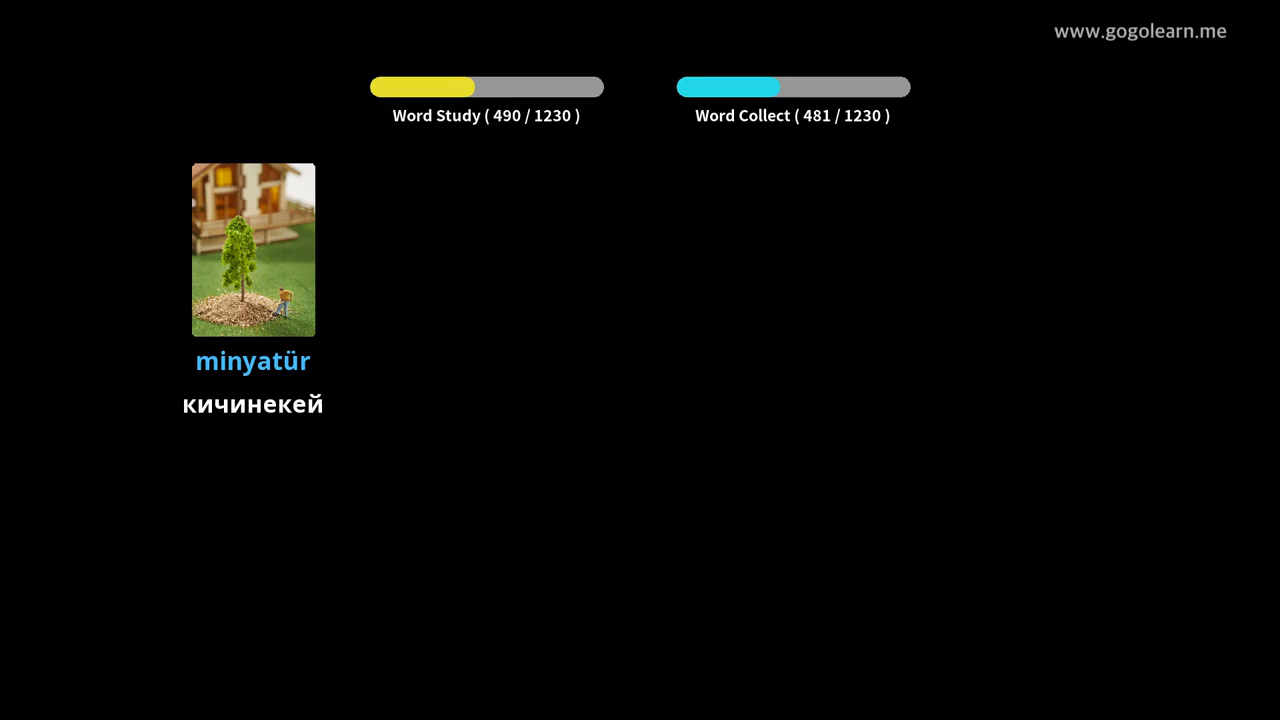 www.gogolearn.me
Word Study ( 490 / 1230 )
Word Collect ( 481 / 1230 )
minyatür
кичинекей